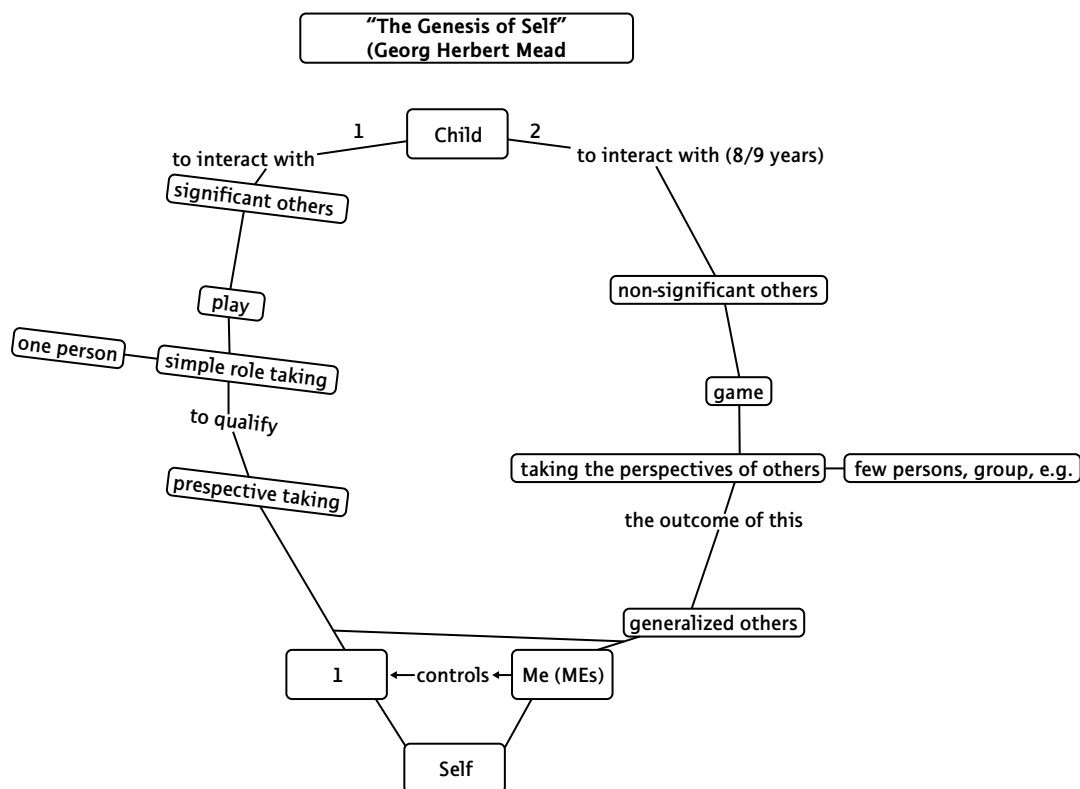 “The Genesis of Self”
(Georg Herbert Mead
Child
1
2
to interact with
to interact with (8/9 years)
significant others
play
non-significant others
one person
simple role taking
game
to qualify
taking the perspectives of others
few persons, group, e.g.
prespective taking
the outcome of this
generalized others
1
controls
Me (MEs)
Self